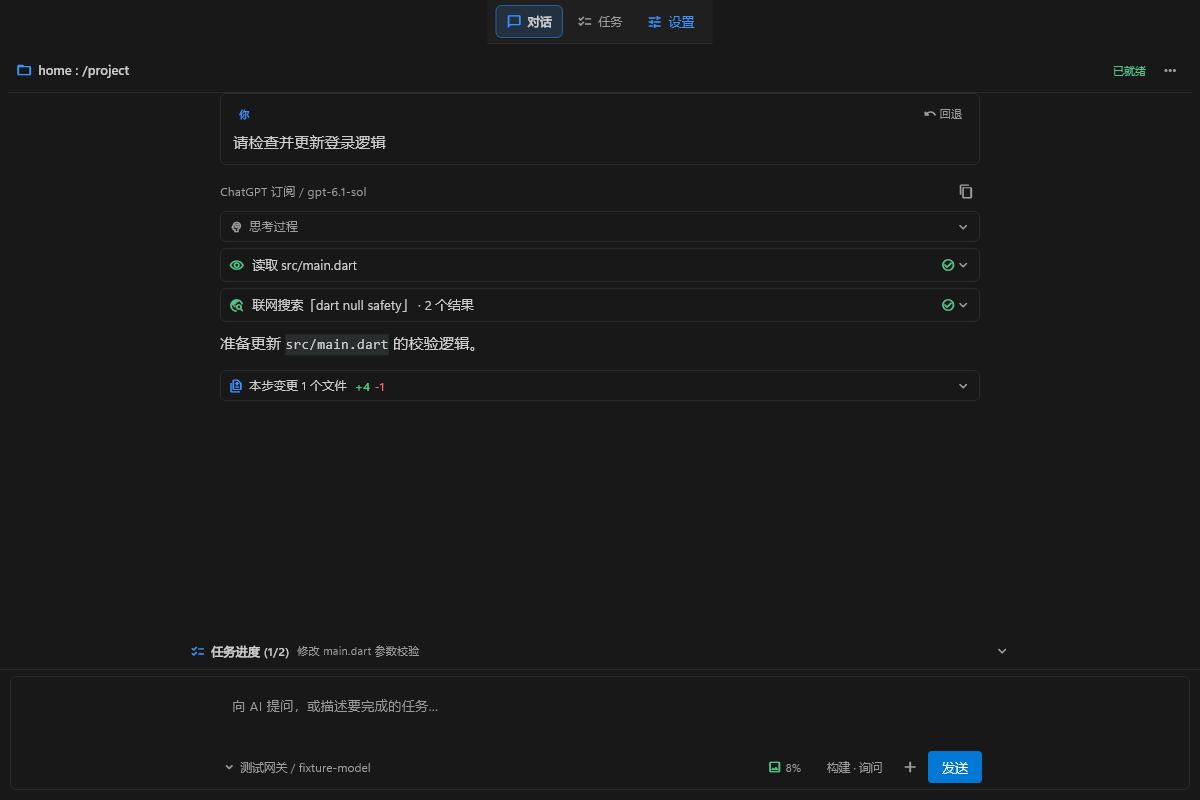 对话 任务 设置
home : /project 已就绪 ···
你 回退
请检查并更新登录逻辑
ChatGPT 订阅 / gpt-6.1-sol
思考过程
读取 src/main.dart
联网搜索「dart null safety」 · 2 个结果
准备更新 src/main.dart 的校验逻辑。
本步变更 1 个文件 +4 -1
任务进度 (1/2) 修改 main.dart 参数校验
向 AI 提问，或描述要完成的任务...
测试网关 / fixture-model 8% 构建 · 询问 + 发送